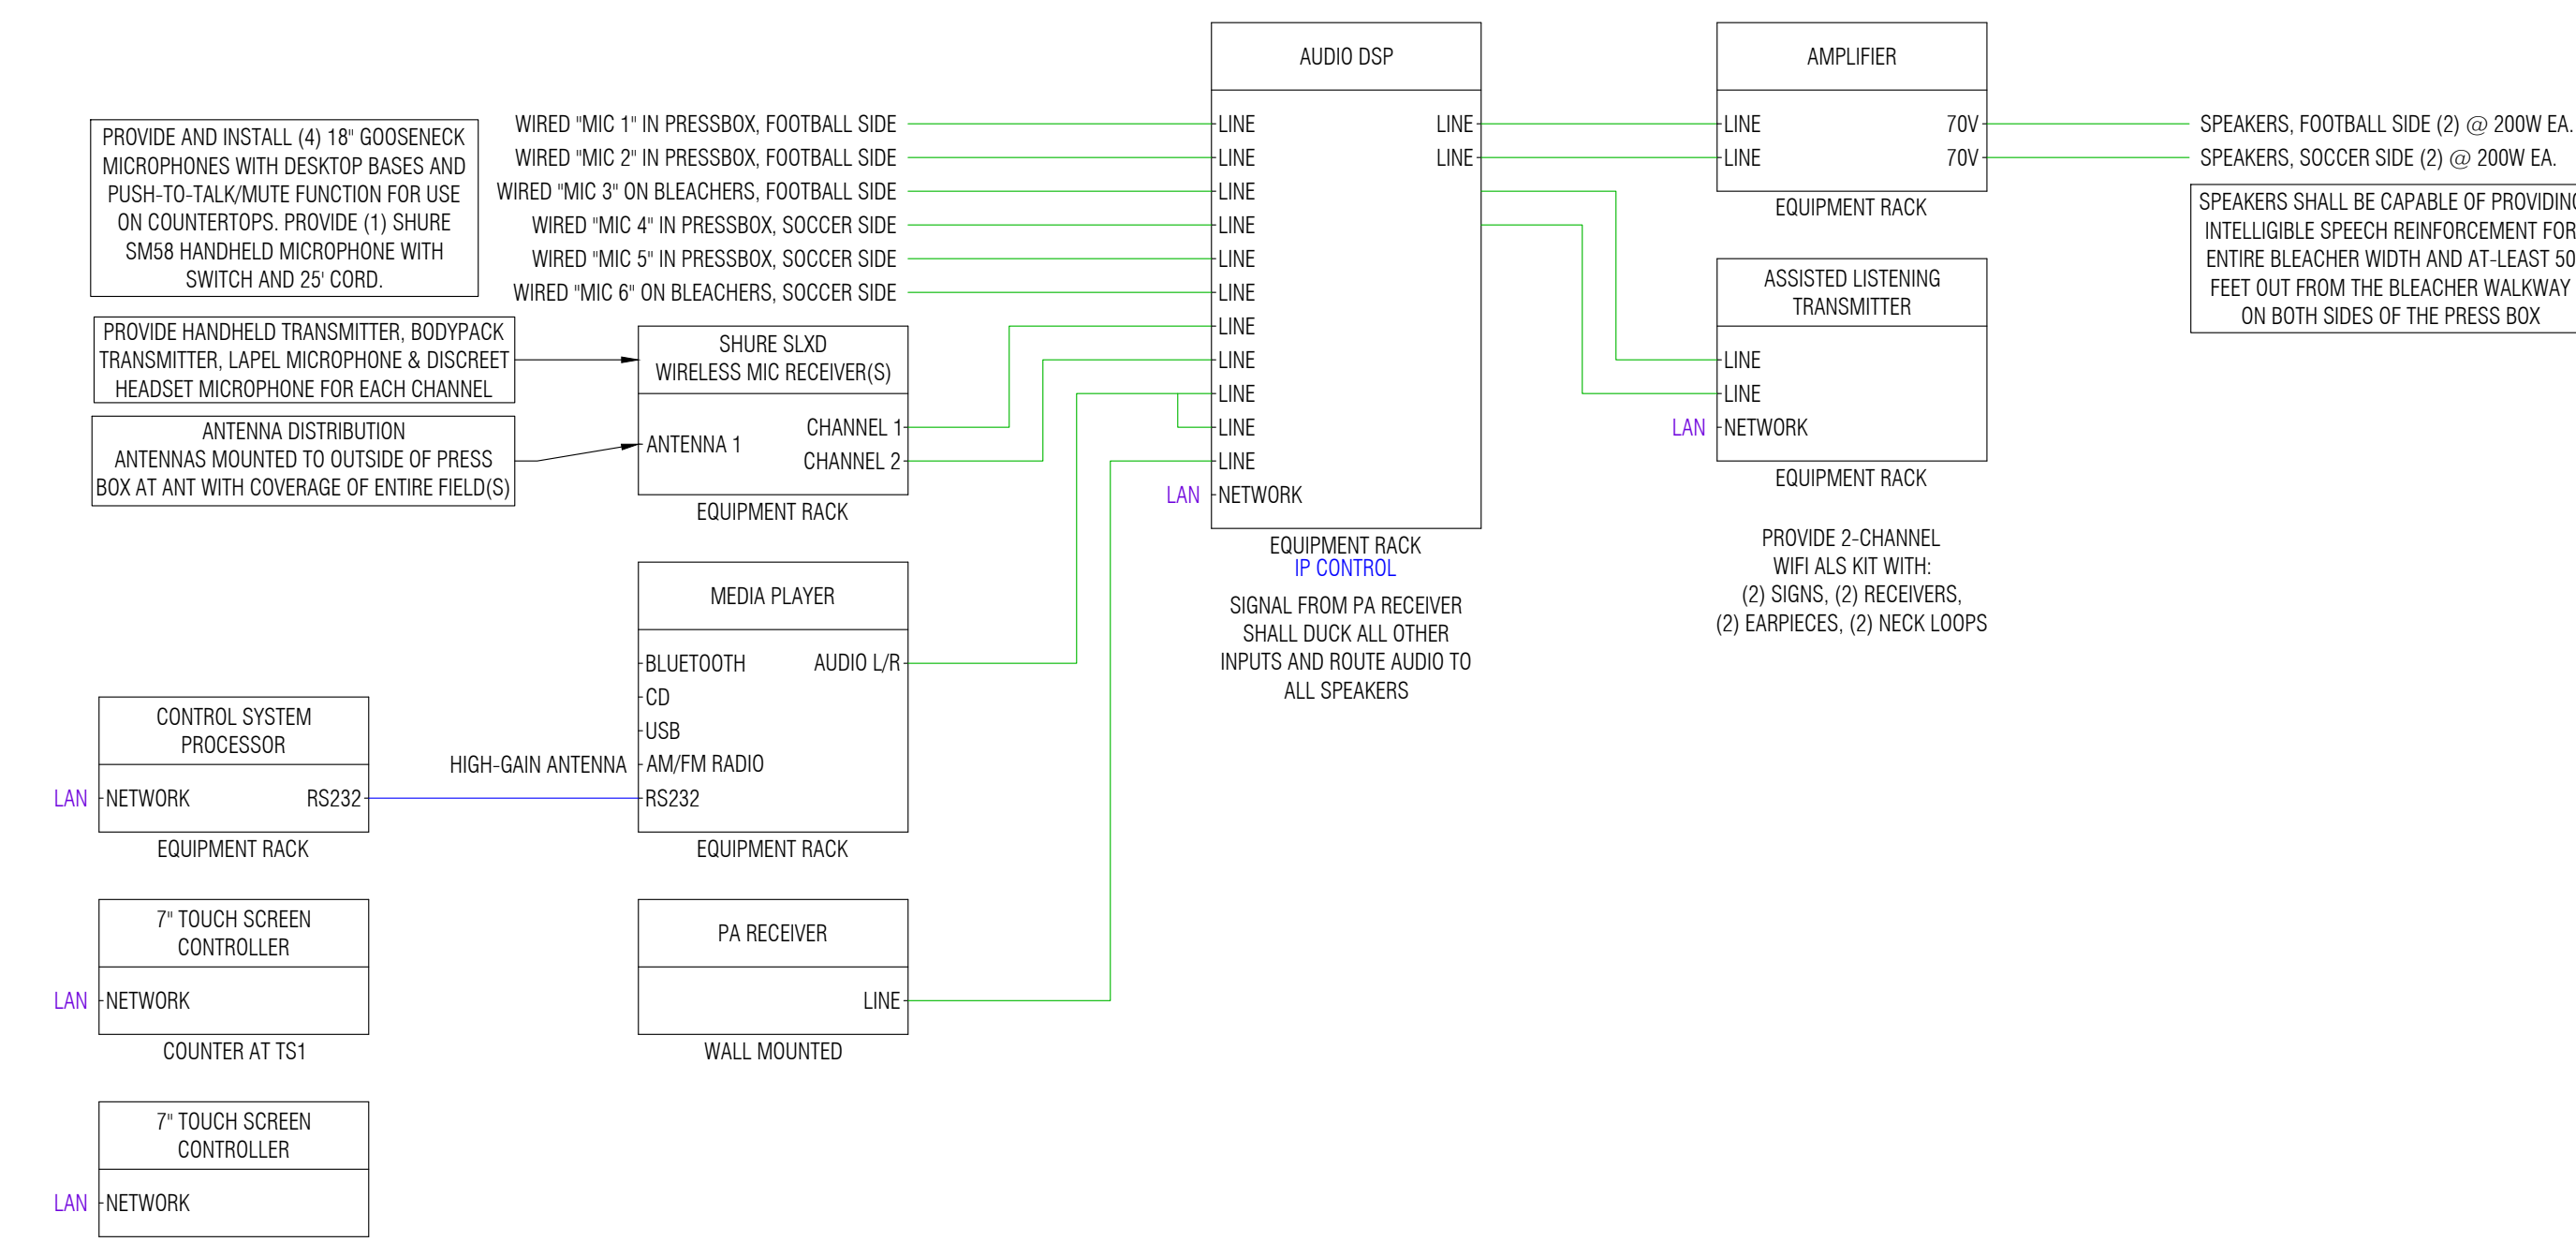 PROVIDE AND INSTALL (4) 18" GOOSENECK
MICROPHONES WITH DESKTOP BASES AND
PUSH-TO-TALK/MUTE FUNCTION FOR USE
ON COUNTERTOPS. PROVIDE (1) SHURE
SM58 HANDHELD MICROPHONE WITH
SWITCH AND 25' CORD.
PROVIDE HANDHELD TRANSMITTER, BODYPACK
TRANSMITTER, LAPEL MICROPHONE & DISCREET
HEADSET MICROPHONE FOR EACH CHANNEL
ANTENNA DISTRIBUTION
ANTENNAS MOUNTED TO OUTSIDE OF PRESS
BOX AT ANT WITH COVERAGE OF ENTIRE FIELD(S)
WIRED "MIC 1" IN PRESSBOX, FOOTBALL SIDE
WIRED "MIC 2" IN PRESSBOX, FOOTBALL SIDE
WIRED "MIC 3" ON BLEACHERS, FOOTBALL SIDE
WIRED "MIC 4" IN PRESSBOX, SOCCER SIDE
WIRED "MIC 5" IN PRESSBOX, SOCCER SIDE
WIRED "MIC 6" ON BLEACHERS, SOCCER SIDE
SHURE SLXD
WIRELESS MIC RECEIVER(S)
ANTENNA 1
CHANNEL 1
CHANNEL 2
EQUIPMENT RACK
MEDIA PLAYER
BLUETOOTH
AUDIO L/R
CD
USB
HIGH-GAIN ANTENNA
AM/FM RADIO
RS232
EQUIPMENT RACK
CONTROL SYSTEM
PROCESSOR
LAN
NETWORK
RS232
EQUIPMENT RACK
7" TOUCH SCREEN
CONTROLLER
LAN
NETWORK
COUNTER AT TS1
7" TOUCH SCREEN
CONTROLLER
LAN
NETWORK
PA RECEIVER
LINE
WALL MOUNTED
AUDIO DSP
LINE
LINE
LINE
LINE
LINE
LINE
LINE
LINE
LINE
LINE
LINE
LINE
LINE
LAN
NETWORK
EQUIPMENT RACK
IP CONTROL
SIGNAL FROM PA RECEIVER
SHALL DUCK ALL OTHER
INPUTS AND ROUTE AUDIO TO
ALL SPEAKERS
AMPLIFIER
LINE
70V
LINE
70V
EQUIPMENT RACK
ASSISTED LISTENING
TRANSMITTER
LINE
LINE
LAN
NETWORK
EQUIPMENT RACK
PROVIDE 2-CHANNEL
WIFI ALS KIT WITH:
(2) SIGNS, (2) RECEIVERS,
(2) EARPIECES, (2) NECK LOOPS
SPEAKERS, FOOTBALL SIDE (2) @ 200W EA.
SPEAKERS, SOCCER SIDE (2) @ 200W EA.
SPEAKERS SHALL BE CAPABLE OF PROVIDING
INTELLIGIBLE SPEECH REINFORCEMENT FOR
ENTIRE BLEACHER WIDTH AND AT-LEAST 50
FEET OUT FROM THE BLEACHER WALKWAY
ON BOTH SIDES OF THE PRESS BOX